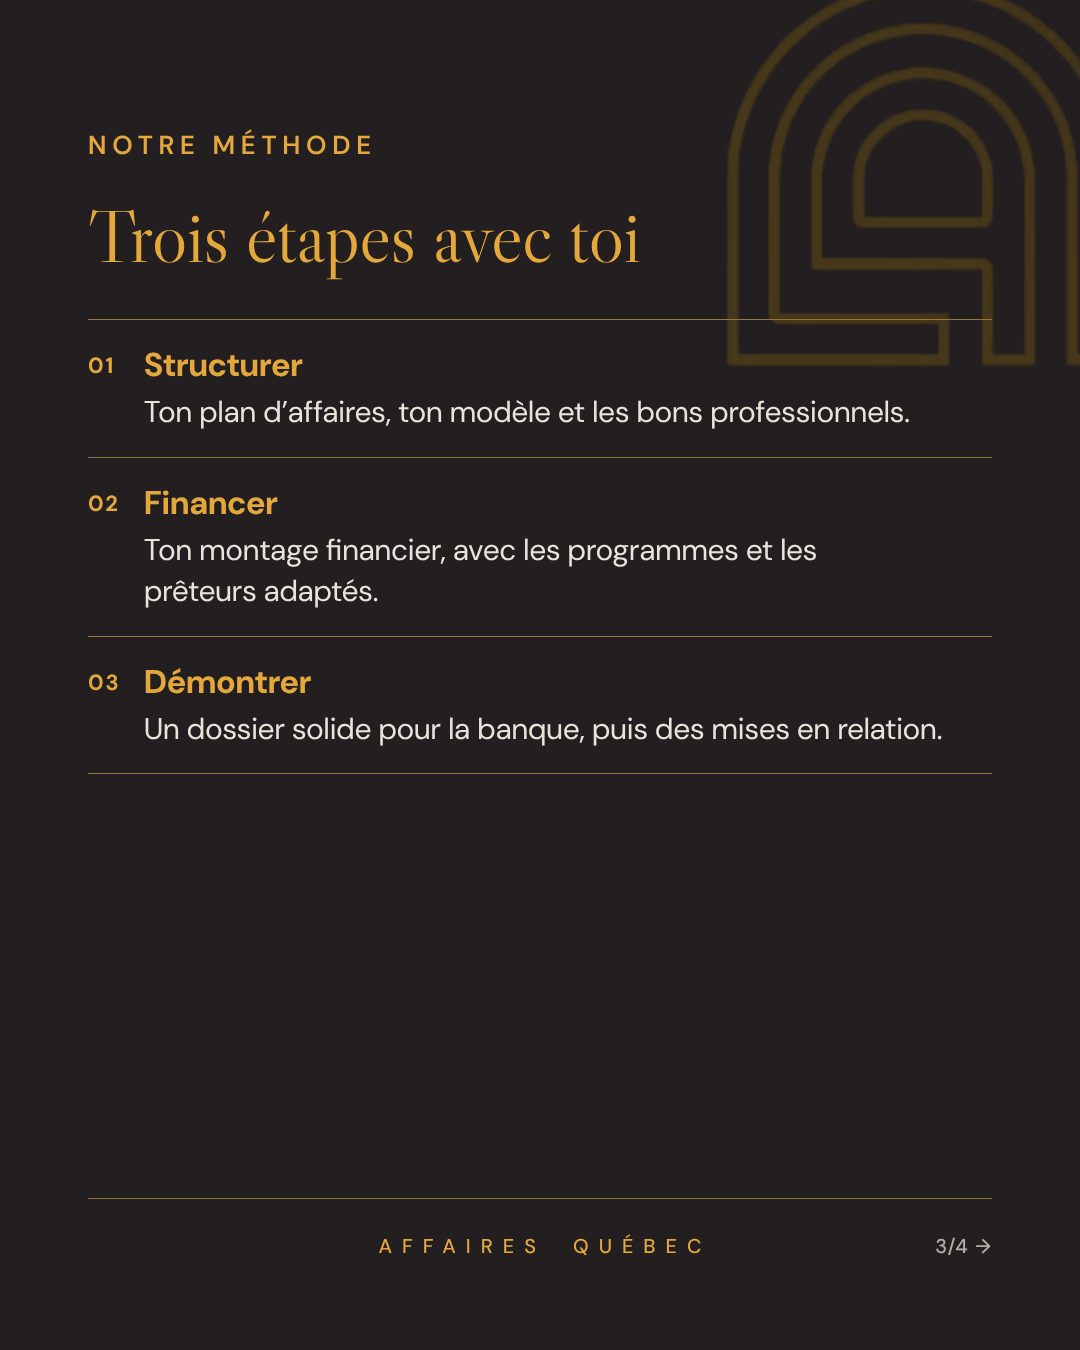 NOTRE MÉTHODE
Trois étapes avec toi
01 Structurer
Ton plan d’affaires, ton modèle et les bons professionnels.
02 Financer
Ton montage financier, avec les programmes et les
prêteurs adaptés.
03 Démontrer
Un dossier solide pour la banque, puis des mises en relation.
AFFAIRES QUÉBEC 3/4 →